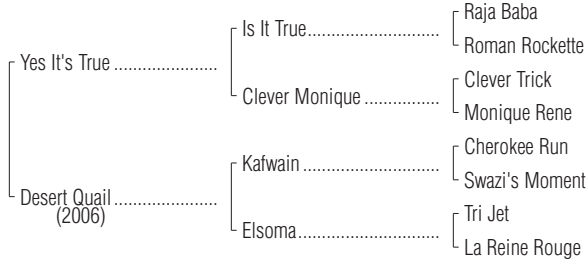 Raja Baba
Is It True
Roman Rockette
Yes It's True
Clever Trick
Clever Monique
Monique Rene
Cherokee Run
Kafwain
Swazi's Moment
Desert Quail
(2006)
Tri Jet
Elsoma
La Reine Rouge